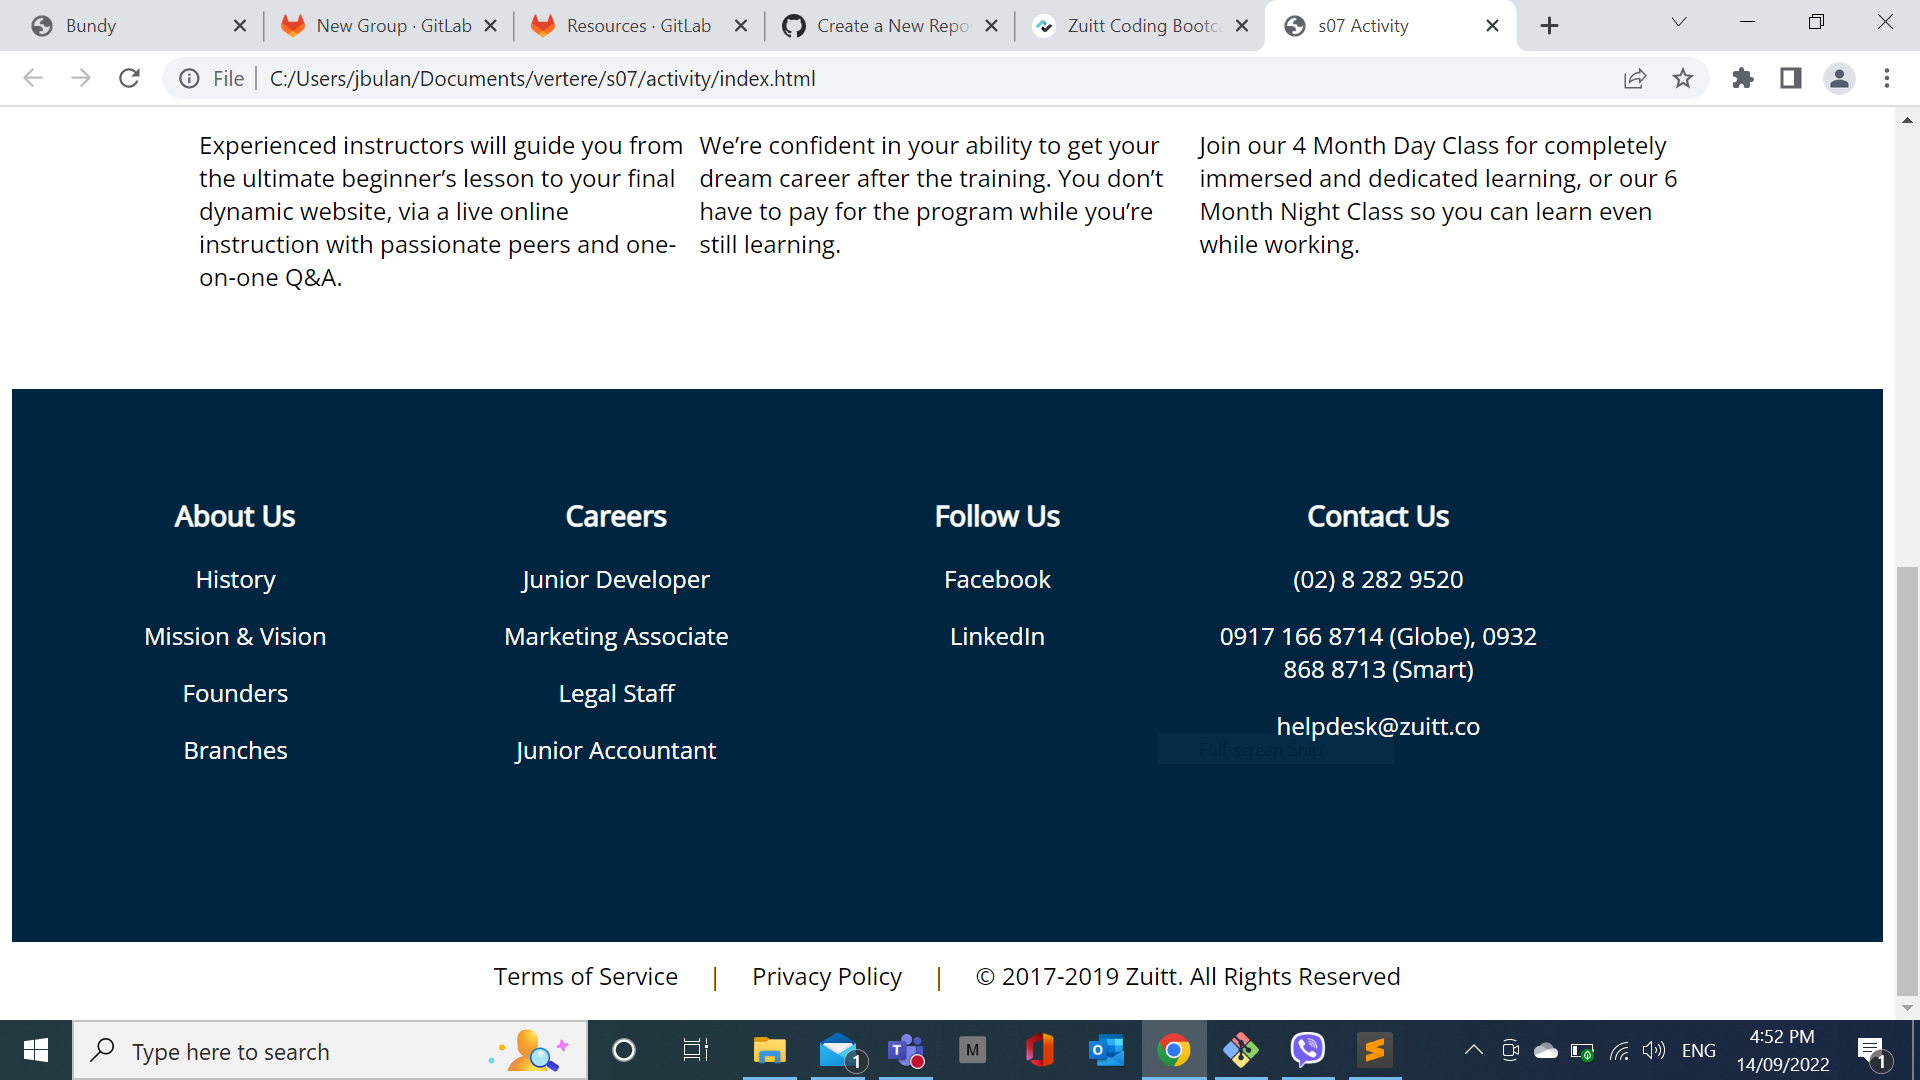 Bundy
New Group · GitLab
Resources · GitLab
Create a New Repo
Zuitt Coding Bootc
s07 Activity
File
C:/Users/jbulan/Documents/vertere/s07/activity/index.html
Experienced instructors will guide you from
the ultimate beginner’s lesson to your final
dynamic website, via a live online
instruction with passionate peers and one-
on-one Q&A.
We’re confident in your ability to get your
dream career after the training. You don’t
have to pay for the program while you’re
still learning.
Join our 4 Month Day Class for completely
immersed and dedicated learning, or our 6
Month Night Class so you can learn even
while working.
About Us
History
Mission & Vision
Founders
Branches
Careers
Junior Developer
Marketing Associate
Legal Staff
Junior Accountant
Follow Us
Facebook
LinkedIn
Contact Us
(02) 8 282 9520
0917 166 8714 (Globe), 0932
868 8713 (Smart)
helpdesk@zuitt.co
Full-screen Snip
Terms of Service | Privacy Policy | © 2017-2019 Zuitt. All Rights Reserved
Type here to search
1
T
M
O
S
ENG
4:52 PM
14/09/2022
1